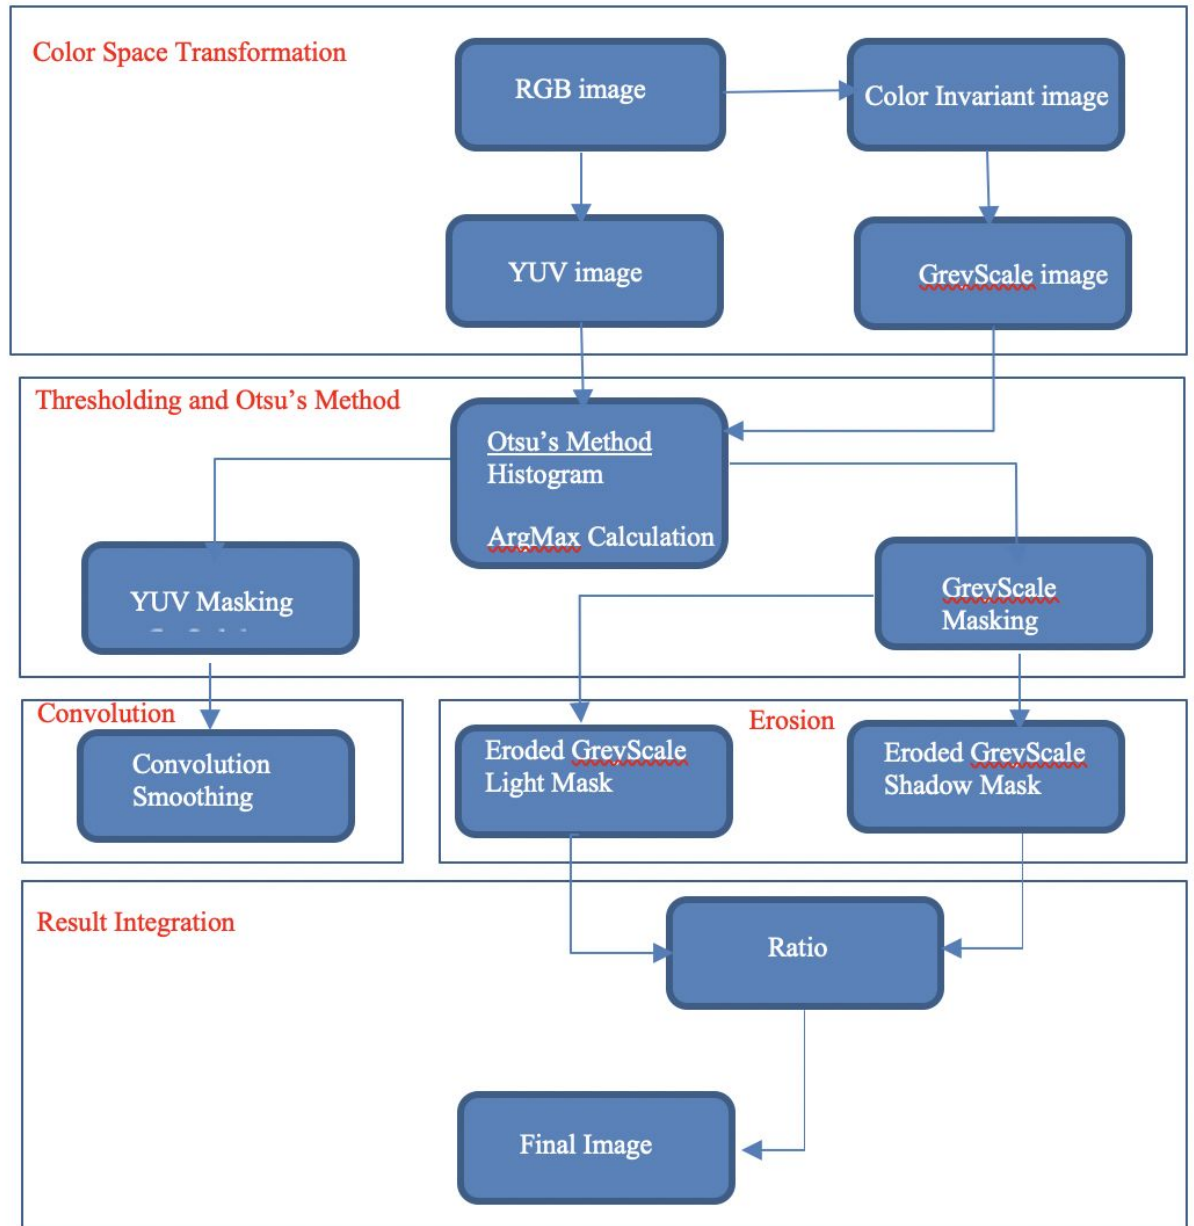 Color Space Transformation
RGB image
Color Invariant image
YUV image
GreyScale image
Thresholding and Otsu's Method
Otsu's Method
Histogram
ArgMax Calculation
YUV Masking
GreyScale
Masking
Convolution
Convolution
Smoothing
Erosion
Eroded GreyScale
Light Mask
Eroded GreyScale
Shadow Mask
Result Integration
Ratio
Final Image